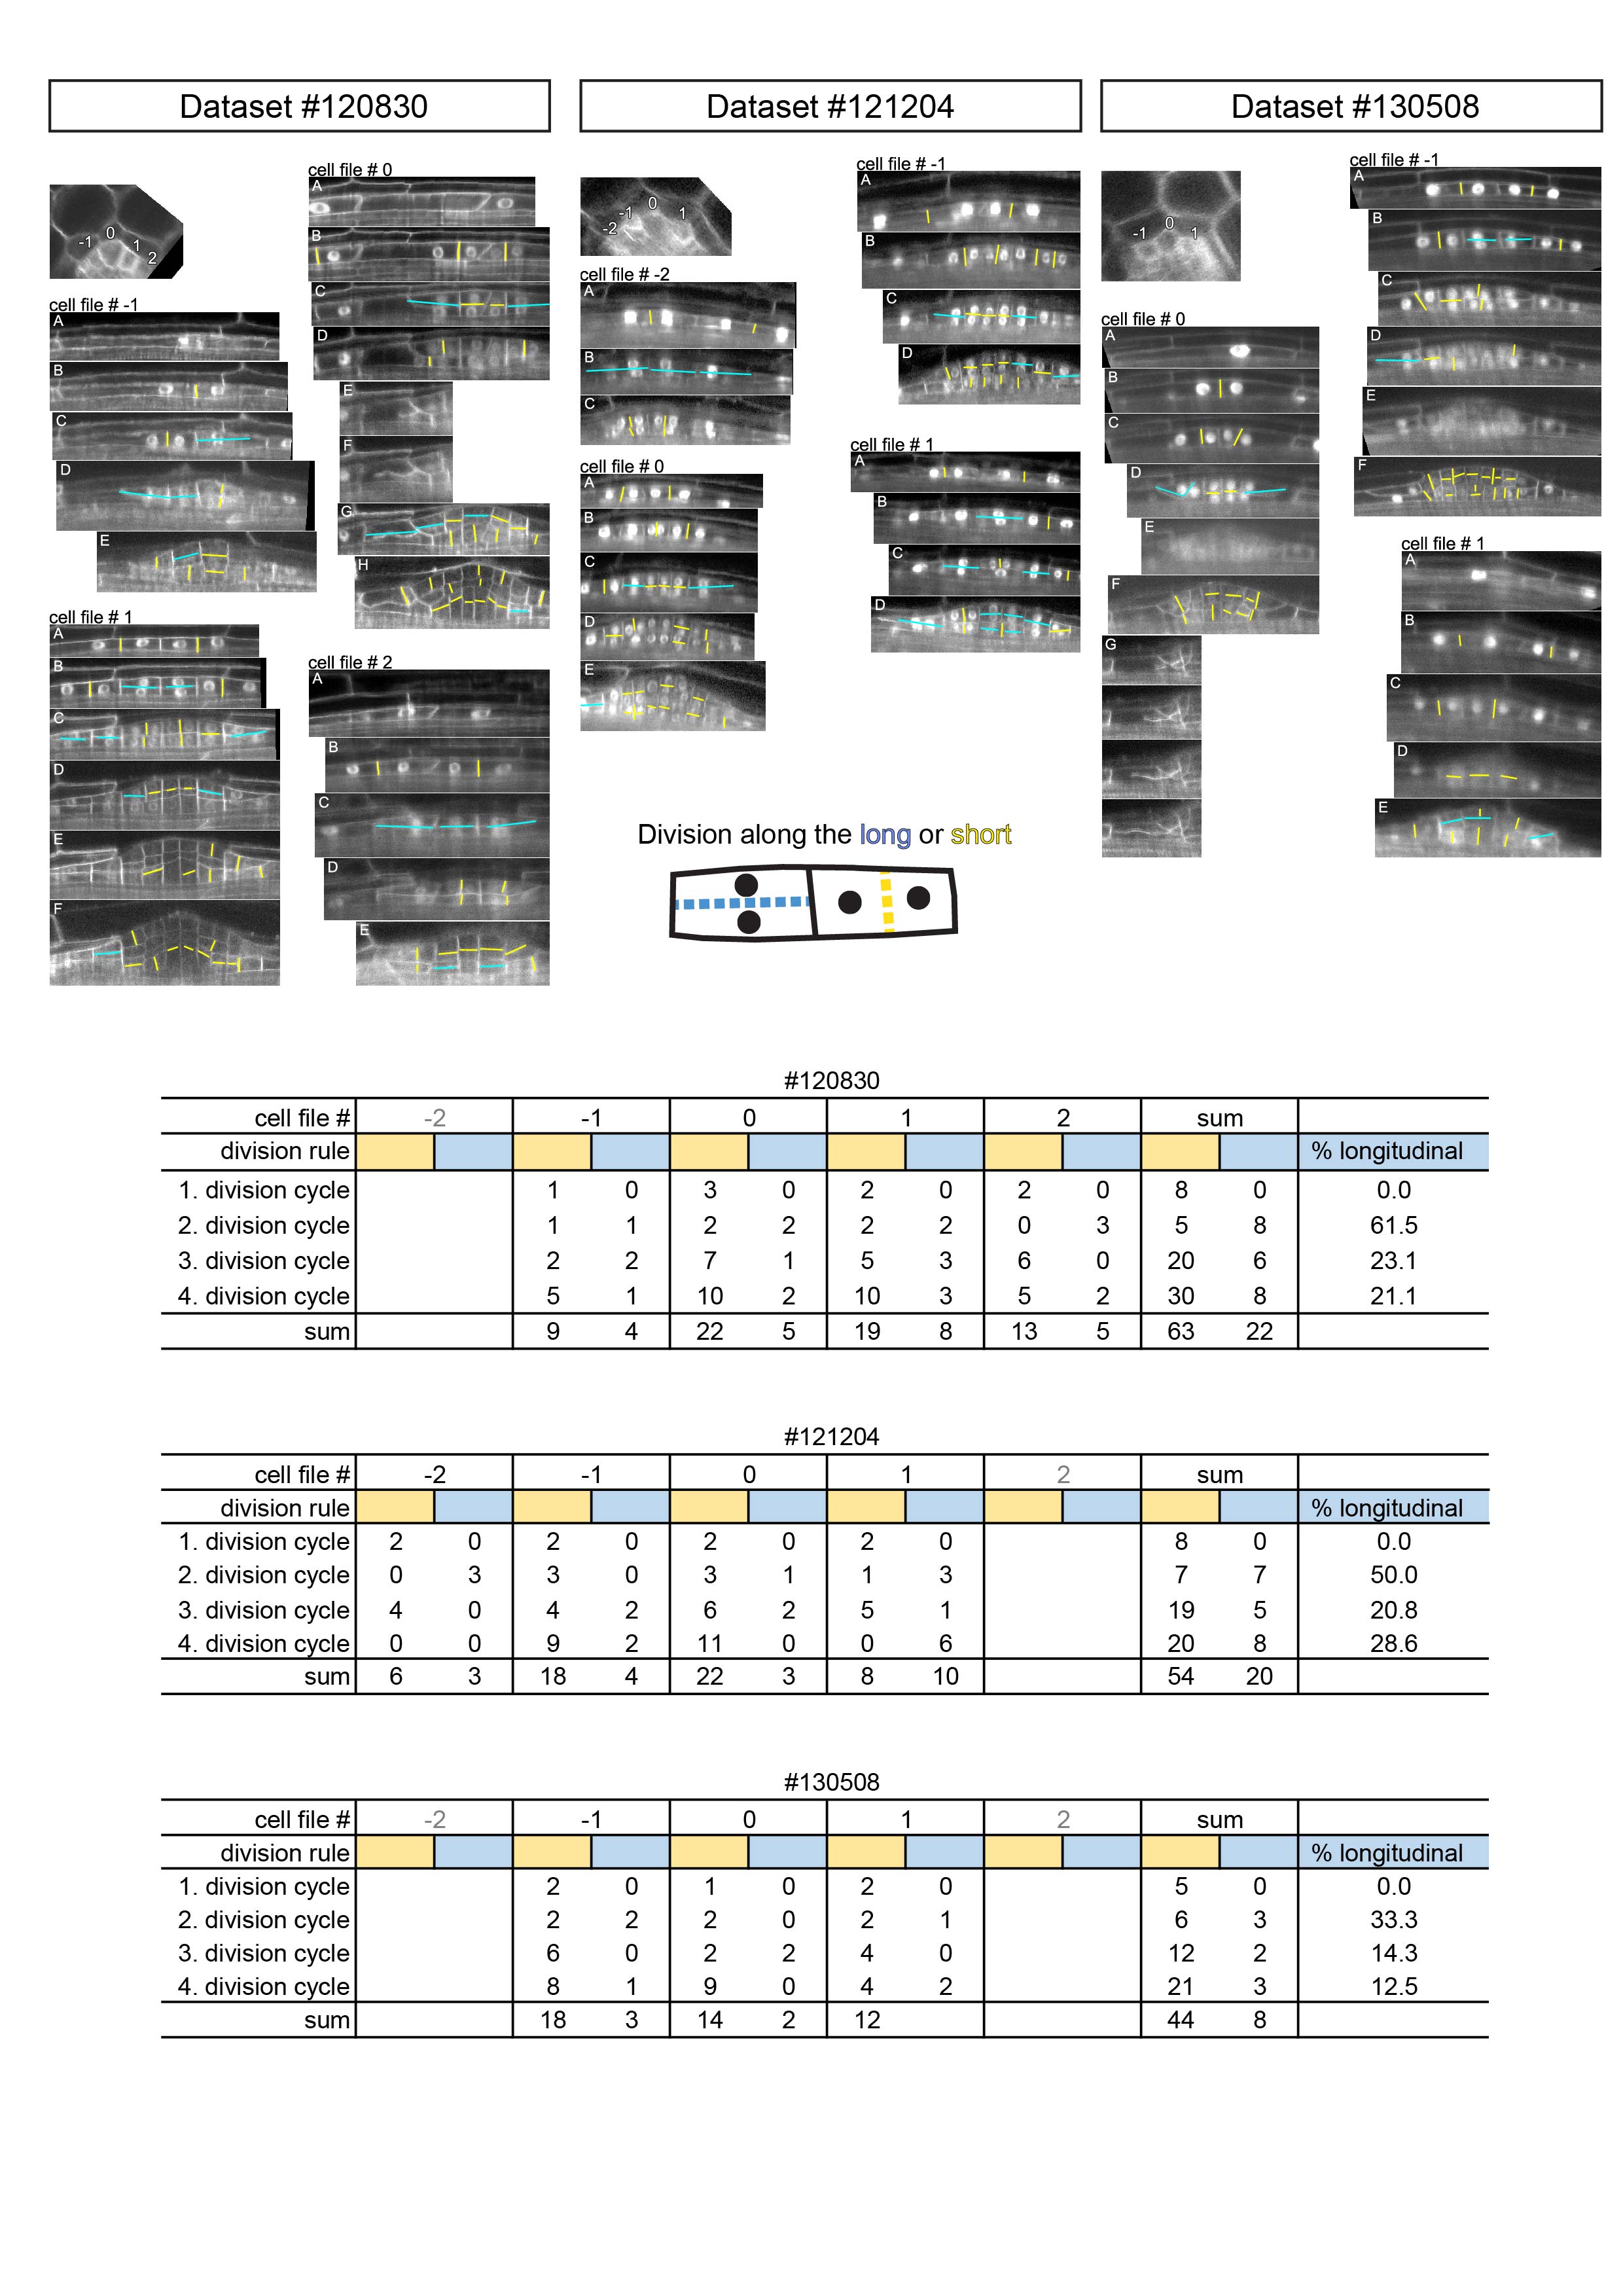 Dataset #120830
-1 0 1 2
cell file # -1
A
B
C
D
E
cell file # 1
A
B
C
D
E
F
cell file # 0
A
B
C
D
E
F
G
H
cell file # 2
A
B
C
D
E
Dataset #121204
-2 -1 0 1
cell file # -2
A
B
C
cell file # 0
A
B
C
D
E
cell file # -1
A
B
C
D
cell file # 1
A
B
C
D
Dataset #130508
-1 0 1
cell file # 0
A
B
C
D
E
F
G
cell file # -1
A
B
C
D
E
F
cell file # 1
A
B
C
D
E
Division along the long or short
#120830
cell file # -2 -1 0 1 2 sum
division rule % longitudinal
1. division cycle 1 0 3 0 2 0 2 0 8 0 0.0
2. division cycle 1 1 2 2 2 2 0 3 5 8 61.5
3. division cycle 2 2 7 1 5 3 6 0 20 6 23.1
4. division cycle 5 1 10 2 10 3 5 2 30 8 21.1
sum 9 4 22 5 19 8 13 5 63 22
#121204
cell file # -2 -1 0 1 2 sum
division rule % longitudinal
1. division cycle 2 0 2 0 2 0 2 0 8 0 0.0
2. division cycle 0 3 3 0 3 1 1 3 7 7 50.0
3. division cycle 4 0 4 2 6 2 5 1 19 5 20.8
4. division cycle 0 0 9 2 11 0 0 6 20 8 28.6
sum 6 3 18 4 22 3 8 10 54 20
#130508
cell file # -2 -1 0 1 2 sum
division rule % longitudinal
1. division cycle 2 0 1 0 2 0 5 0 0.0
2. division cycle 2 2 2 0 2 1 6 3 33.3
3. division cycle 6 0 2 2 4 0 12 2 14.3
4. division cycle 8 1 9 0 4 2 21 3 12.5
sum 18 3 14 2 12 44 8